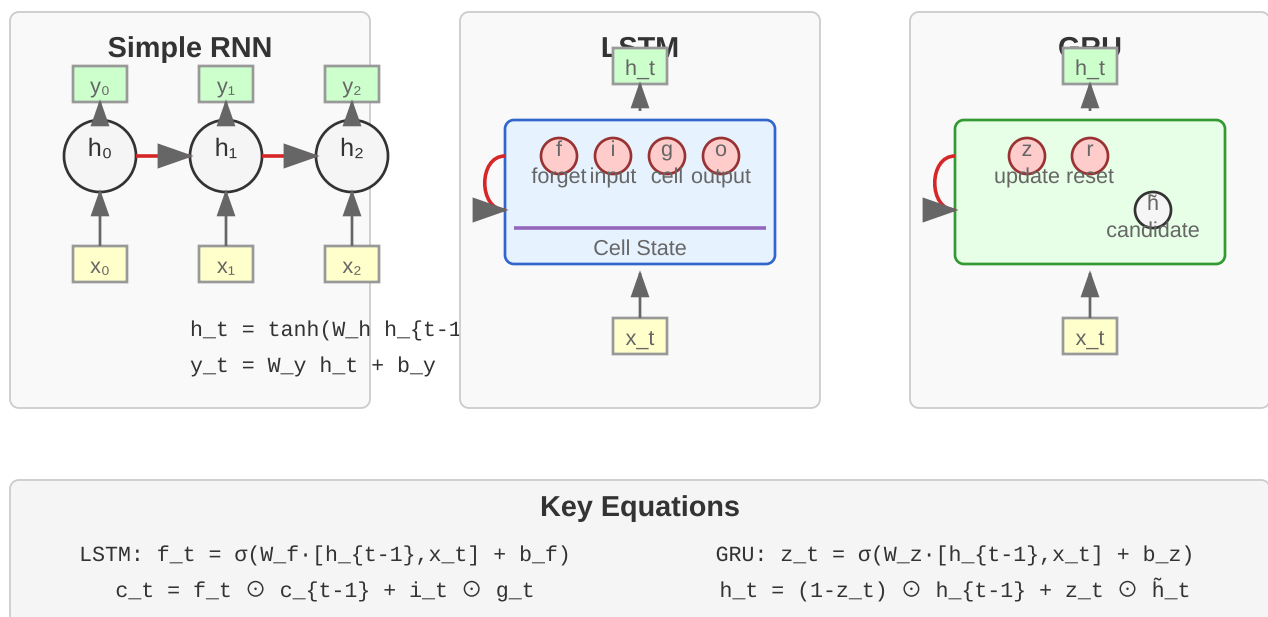 Simple RNN
y₀ y₁ y₂
h₀ h₁ h₂
x₀ x₁ x₂
h_t = tanh(W_h h_{t-1
y_t = W_y h_t + b_y
LSTM
h_t
f i g o
forget input cell output
Cell State
x_t
GRU
h_t
z r
update reset
ñ
candidate
x_t
Key Equations
LSTM: f_t = σ(W_f·[h_{t-1},x_t] + b_f)
c_t = f_t ⊙ c_{t-1} + i_t ⊙ g_t
GRU: z_t = σ(W_z·[h_{t-1},x_t] + b_z)
h_t = (1-z_t) ⊙ h_{t-1} + z_t ⊙ h̃_t